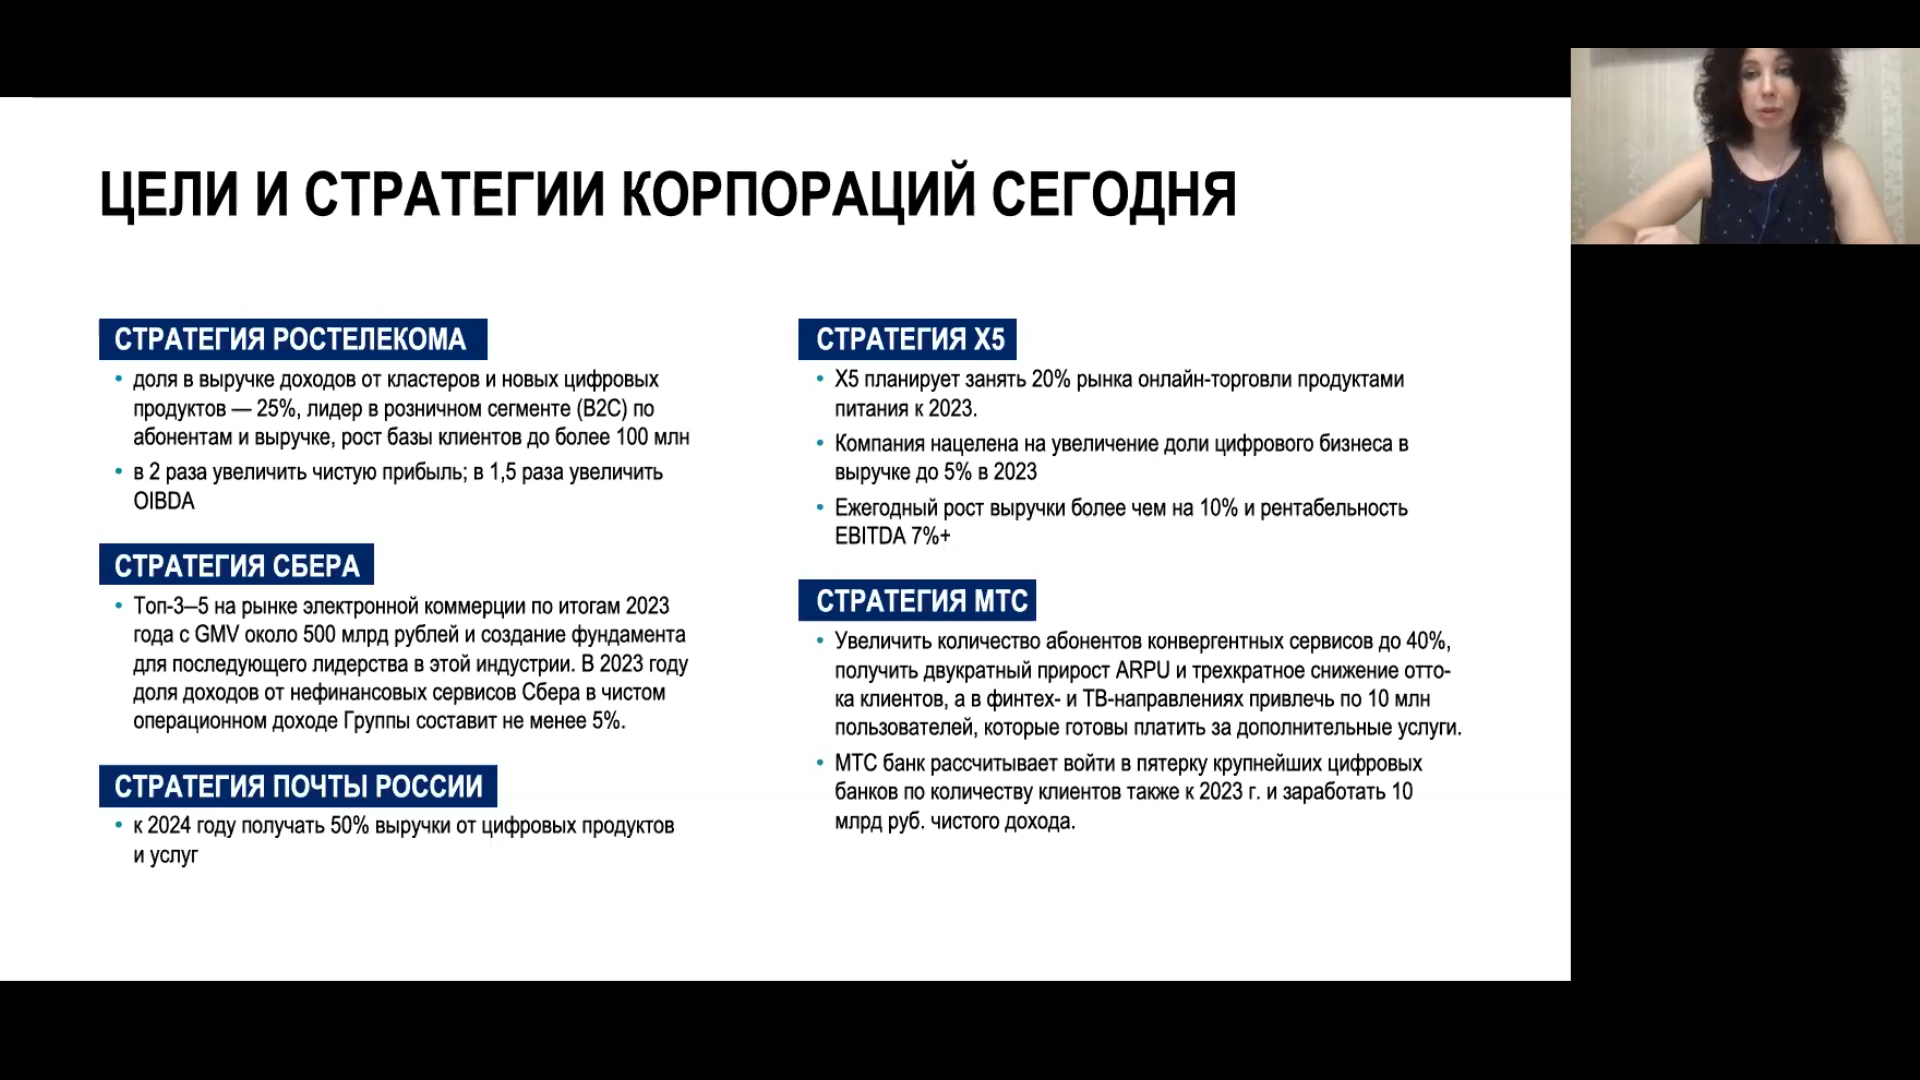 ЦЕЛИ И СТРАТЕГИИ КОРПОРАЦИЙ СЕГОДНЯ
СТРАТЕГИЯ РОСТЕЛЕКОМА
• доля в выручке доходов от кластеров и новых цифровых
продуктов — 25%, лидер в розничном сегменте (B2C) по
абонентам и выручке, рост базы клиентов до более 100 млн
• в 2 раза увеличить чистую прибыль; в 1,5 раза увеличить
OIBDA
СТРАТЕГИЯ СБЕРА
• Топ-3–5 на рынке электронной коммерции по итогам 2023
года с GMV около 500 млрд рублей и создание фундамента
для последующего лидерства в этой индустрии. В 2023 году
доля доходов от нефинансовых сервисов Сбера в чистом
операционном доходе Группы составит не менее 5%.
СТРАТЕГИЯ ПОЧТЫ РОССИИ
• к 2024 году получать 50% выручки от цифровых продуктов
и услуг
СТРАТЕГИЯ X5
• X5 планирует занять 20% рынка онлайн-торговли продуктами
питания к 2023.
• Компания нацелена на увеличение доли цифрового бизнеса в
выручке до 5% в 2023
• Ежегодный рост выручки более чем на 10% и рентабельность
EBITDA 7%+
СТРАТЕГИЯ МТС
• Увеличить количество абонентов конвергентных сервисов до 40%,
получить двукратный прирост ARPU и трехкратное снижение отто-
ка клиентов, а в финтех- и ТВ-направлениях привлечь по 10 млн
пользователей, которые готовы платить за дополнительные услуги.
• МТС банк рассчитывает войти в пятерку крупнейших цифровых
банков по количеству клиентов также к 2023 г. и заработать 10
млрд руб. чистого дохода.